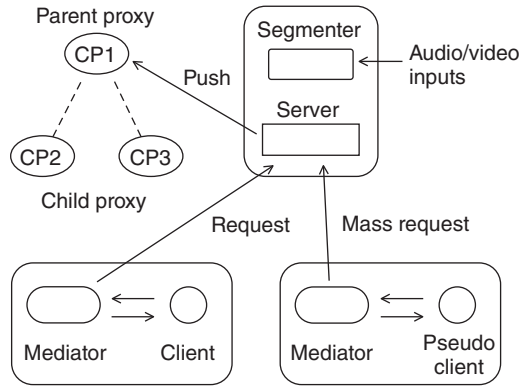 Parent proxy
CP1
Segmenter
Audio/video
inputs
Push
Server
CP2
CP3
Child proxy
Request
Mass request
Mediator
Client
Mediator
Pseudo
client